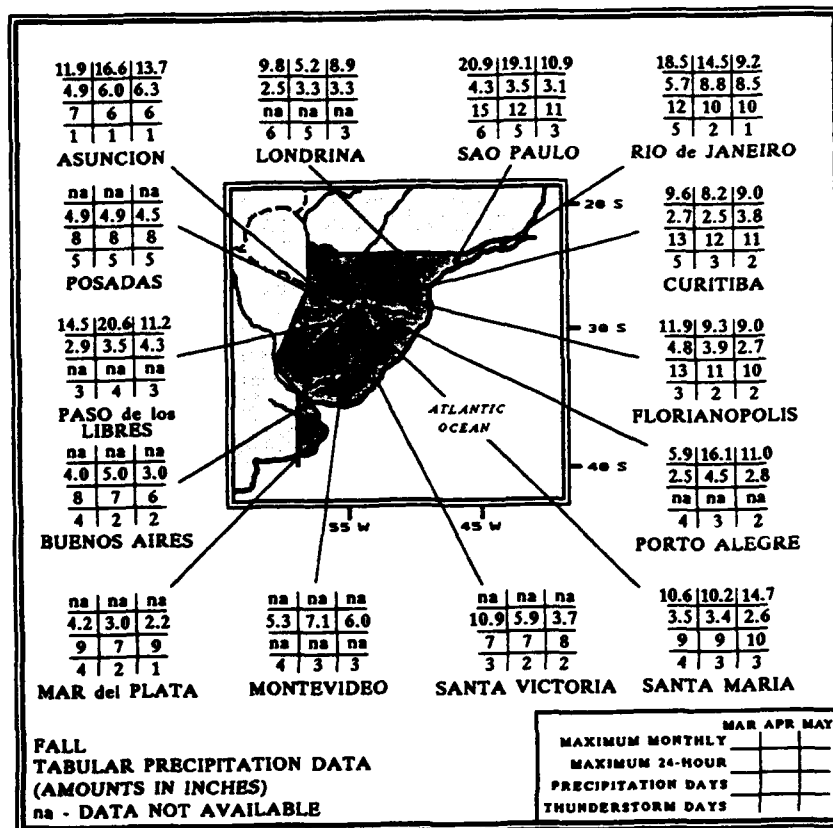 11.9 16.6 13.7
4.9 6.0 6.3
7 6 6
1 1 1
ASUNCION
9.8 5.2 8.9
2.5 3.3 3.3
na na na
6 5 3
LONDRINA
20.9 19.1 10.9
4.3 3.5 3.1
15 12 11
6 5 3
SAO PAULO
18.5 14.5 9.2
5.7 8.8 8.5
12 10 10
5 2 1
RIO de JANEIRO
na na na
4.9 4.9 4.5
8 8 8
5 5 5
POSADAS
9.6 8.2 9.0
2.7 2.5 3.8
13 12 11
5 3 2
CURITIBA
14.5 20.6 11.2
2.9 3.5 4.3
na na na
3 4 3
PASO de los
LIBRES
11.9 9.3 9.0
4.8 3.9 2.7
13 11 10
3 2 2
FLORIANOPOLIS
na na na
4.0 5.0 3.0
8 7 6
4 2 2
BUENOS AIRES
5.9 16.1 11.0
2.5 4.5 2.8
na na na
4 3 2
PORTO ALEGRE
20 S
30 S
40 S
ATLANTIC
OCEAN
55 W 45 W
na na na
4.2 3.0 2.2
9 7 9
4 2 1
MAR del PLATA
na na na
5.3 7.1 6.0
na na na
4 3 3
MONTEVIDEO
na na na
10.9 5.9 3.7
7 7 8
3 2 2
SANTA VICTORIA
10.6 10.2 14.7
3.5 3.4 2.6
9 9 10
4 3 3
SANTA MARIA
FALL
TABULAR PRECIPITATION DATA
(AMOUNTS IN INCHES)
na - DATA NOT AVAILABLE
MAR APR MAY
MAXIMUM MONTHLY
MAXIMUM 24-HOUR
PRECIPITATION DAYS
THUNDERSTORM DAYS